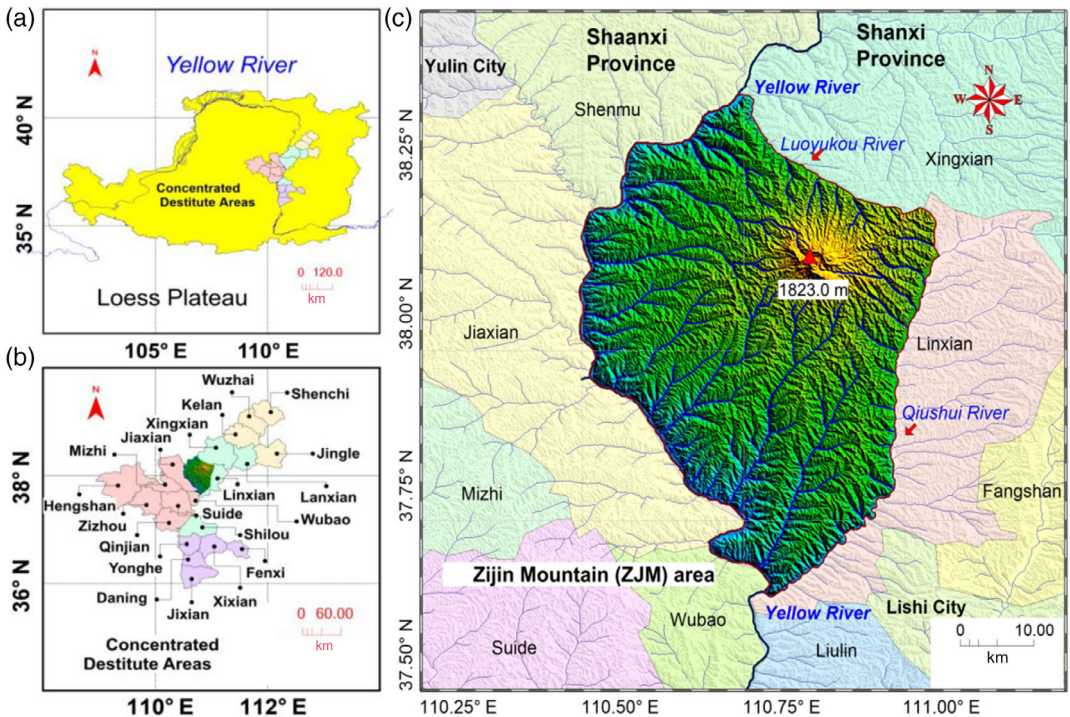 (a)
N
Yellow River
40° N
35° N
Concentrated
Destitute Areas
0 120.0
km
Loess Plateau
105° E
110° E
(b)
N
Wuzhai
Shenchi
Kelan
Xingxian
Jiaxian
Mizhi
Jingle
38° N
Hengshan
Linxian
Lanxian
Zizhou
Suide
Wubao
Qinjian
Shilou
Yonghe
Fenxi
36° N
Daning
Xixian
Jixian
0 60.00
km
Concentrated
Destitute Areas
110° E
112° E
(c)
Shaanxi
Province
Shanxi
Province
Yulin City
Yellow River
N
W
E
S
Shenmu
Luoyukou River
Xingxian
38.25° N
1823.0 m
38.00° N
Jiaxian
Linxian
Qiushui River
37.75° N
Mizhi
Fangshan
Zijin Mountain (ZJM) area
Yellow River
Lishi City
Wubao
0 10.00
km
Suide
Liulin
37.50° N
110.25° E
110.50° E
110.75° E
111.00° E